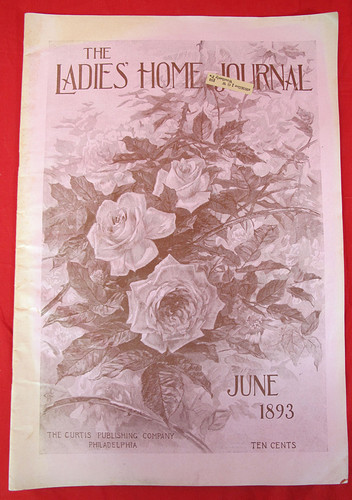 THE
LADIES' HOME JOURNAL
JUNE
1893
THE CURTIS PUBLISHING COMPANY
PHILADELPHIA
TEN CENTS